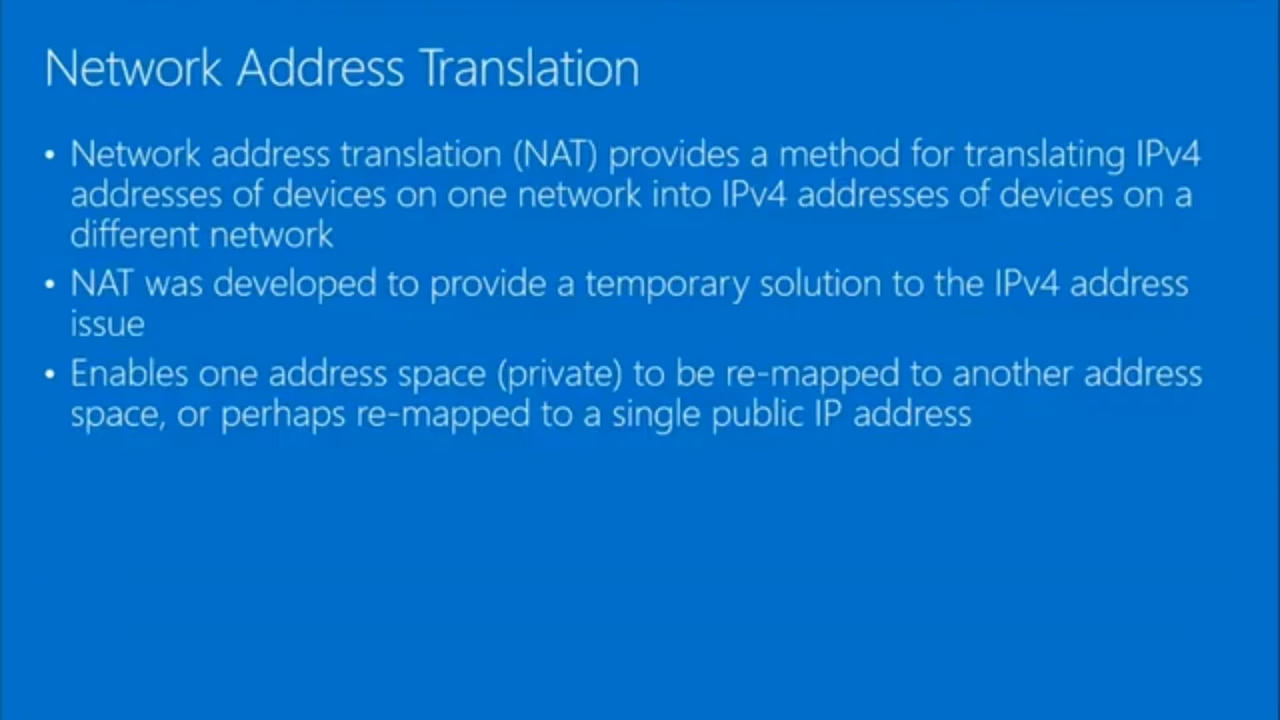 Network Address Translation
• Network address translation (NAT) provides a method for translating IPv4
addresses of devices on one network into IPv4 addresses of devices on a
different network
• NAT was developed to provide a temporary solution to the IPv4 address
issue
• Enables one address space (private) to be re-mapped to another address
space, or perhaps re-mapped to a single public IP address